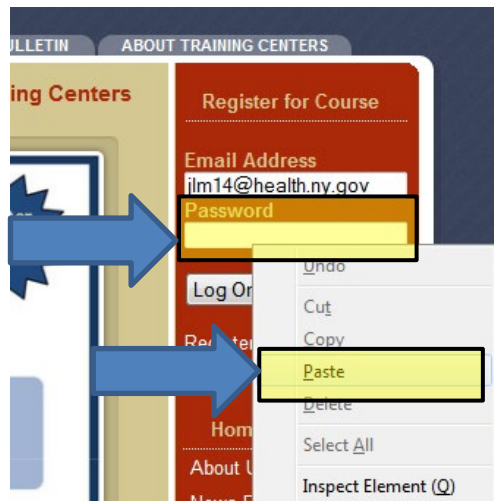 ULLETIN ABOUT TRAINING CENTERS
ing Centers
Register for Course
Email Address
jlm14@health.ny.gov
Password
Undo
Log On
Cut
Copy
Paste
Delete
Hom
Select All
About U
Inspect Element (Q)